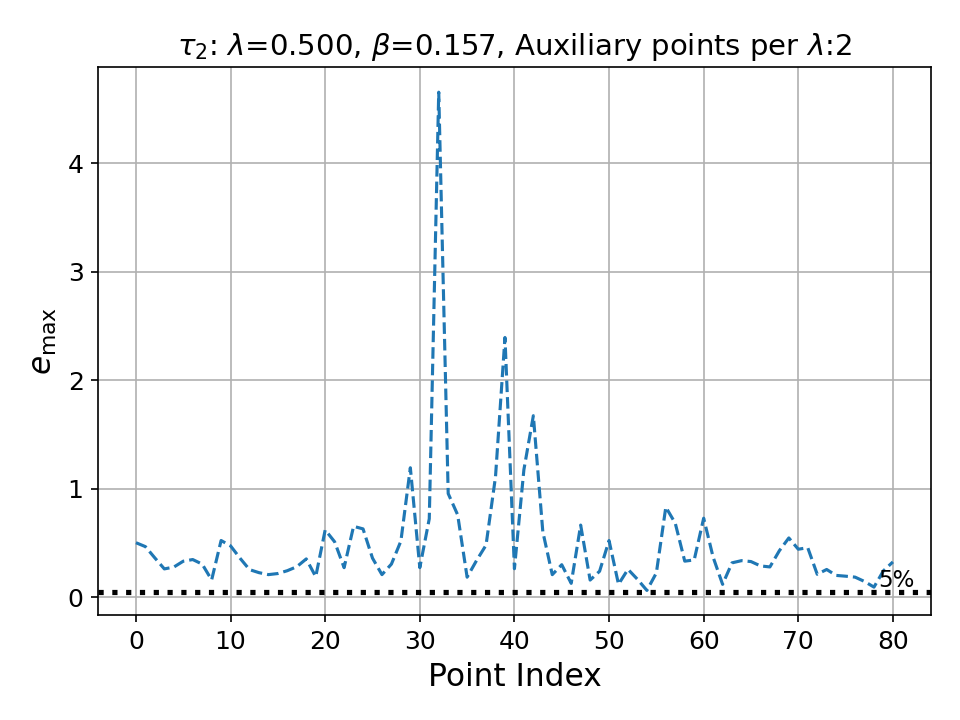 τ₂: λ=0.500, β=0.157, Auxiliary points per λ:2
e_max
4
3
2
1
0
5%
0 10 20 30 40 50 60 70 80
Point Index